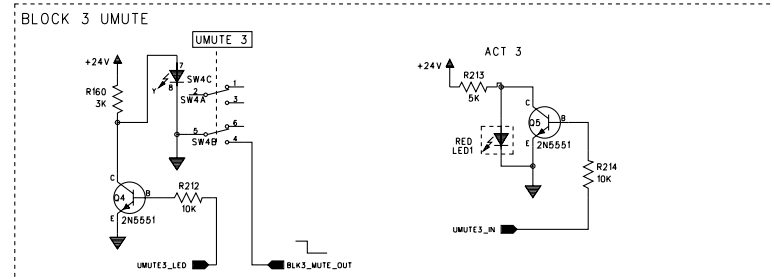 BLOCK 3 UMUTE
UMUTE 3
ACT 3
+24V
R160
3K
7
8
Y
SW4C
2
SW4A
1
3
5
SW4B
6
4
C
B
E
Q4
2N5551
R212
10K
UMUTE3_LED
BLK3_MUTE_OUT
+24V
R213
5K
C
B
E
Q5
2N5551
RED
LED1
R214
10K
UMUTE3_IN